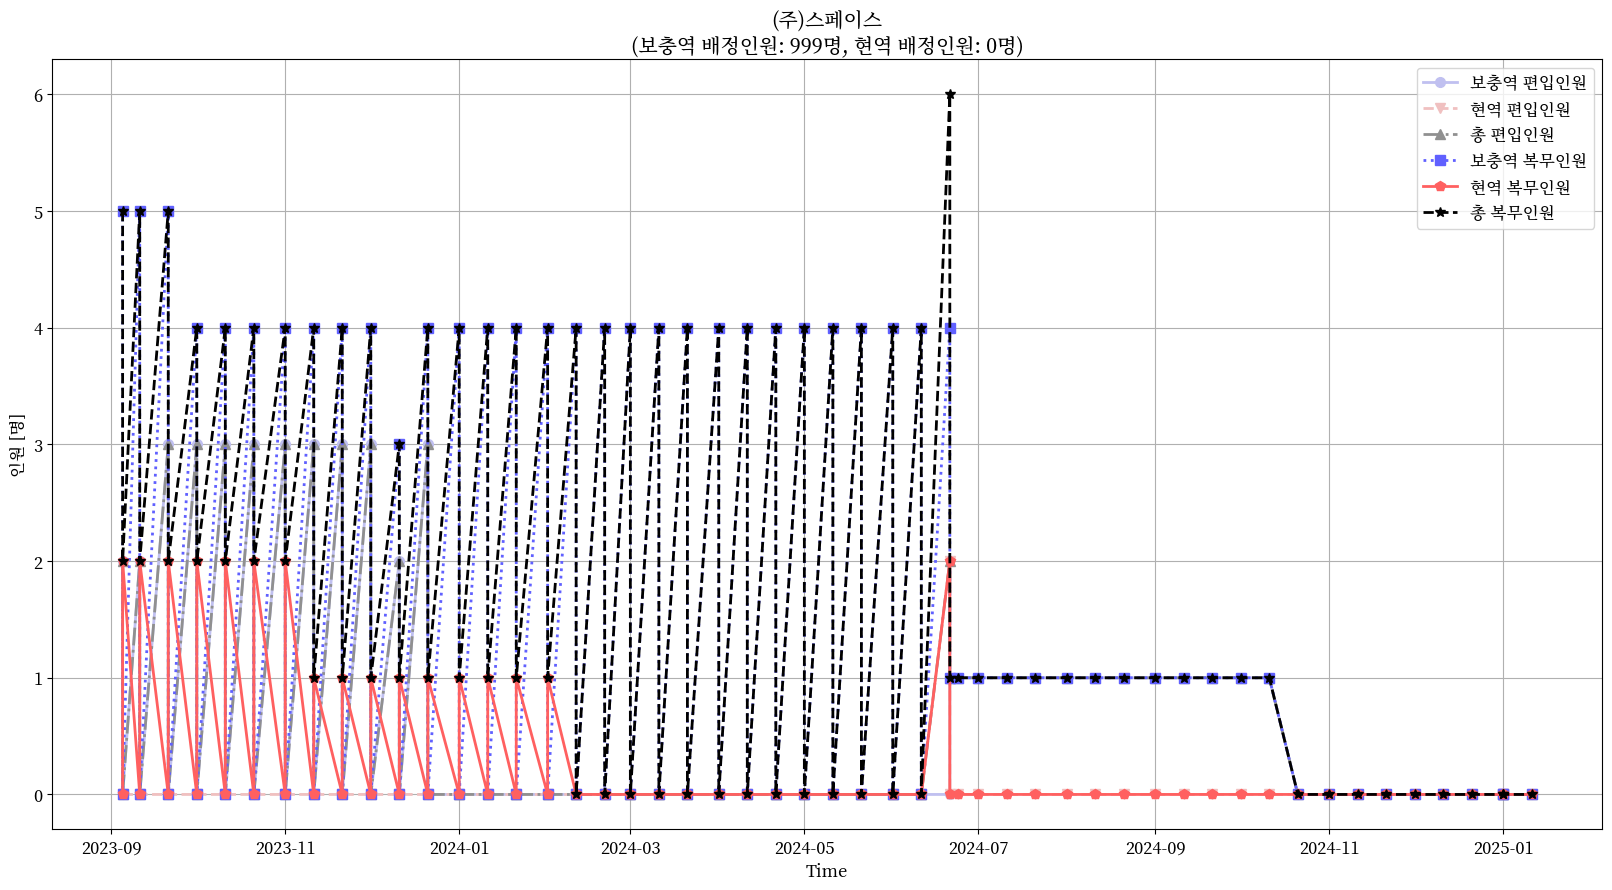 (주)스페이스
(보충역 배정인원: 999명, 현역 배정인원: 0명)
인원 [명]
6
5
4
3
2
1
0
보충역 편입인원
현역 편입인원
총 편입인원
보충역 복무인원
현역 복무인원
총 복무인원
2023-09
2023-11
2024-01
2024-03
2024-05
2024-07
2024-09
2024-11
2025-01
Time